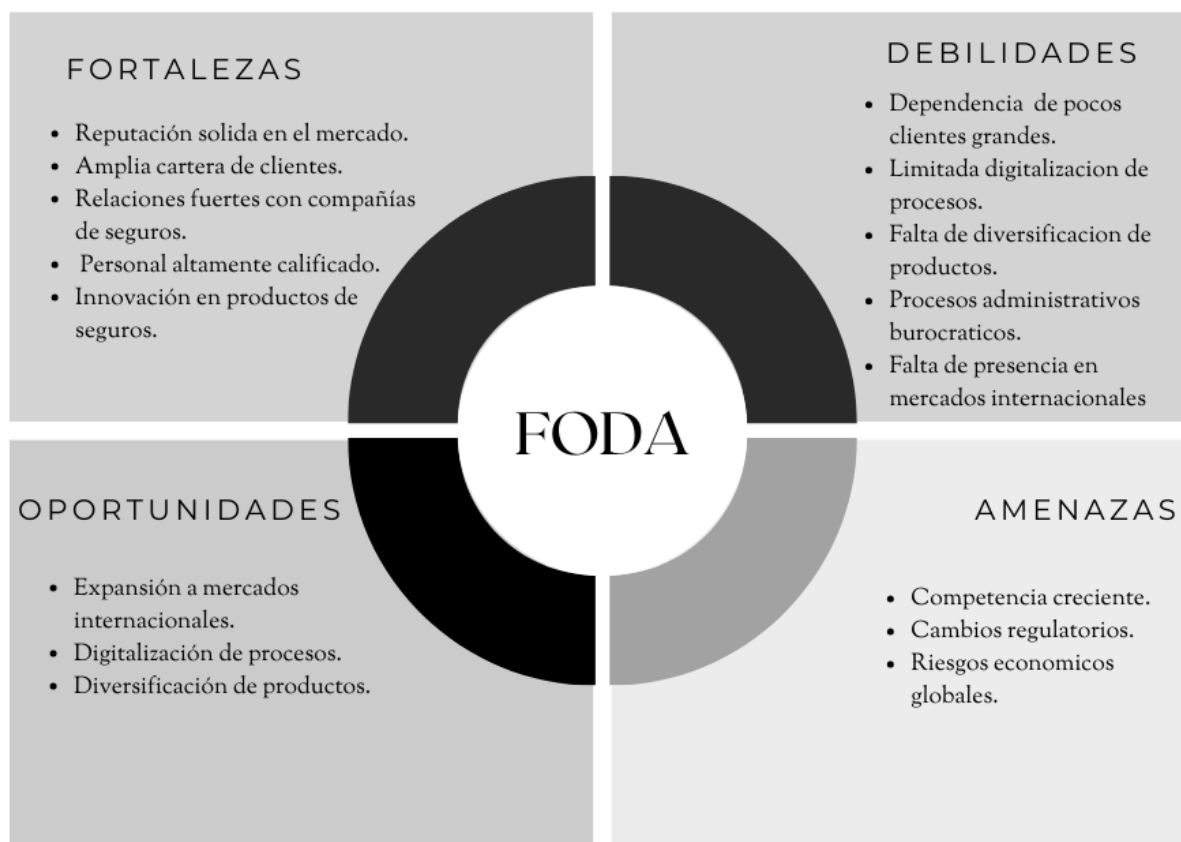 FORTALEZAS
• Reputación solida en el mercado.
• Amplia cartera de clientes.
• Relaciones fuertes con compañías
de seguros.
• Personal altamente calificado.
• Innovación en productos de
seguros.
DEBILIDADES
• Dependencia de pocos
clientes grandes.
• Limitada digitalizacion de
procesos.
• Falta de diversificacion de
productos.
• Procesos administrativos
burocraticos.
• Falta de presencia en
mercados internacionales
FODA
OPORTUNIDADES
• Expansión a mercados
internacionales.
• Digitalización de procesos.
• Diversificación de productos.
AMENAZAS
• Competencia creciente.
• Cambios regulatorios.
• Riesgos economicos
globales.